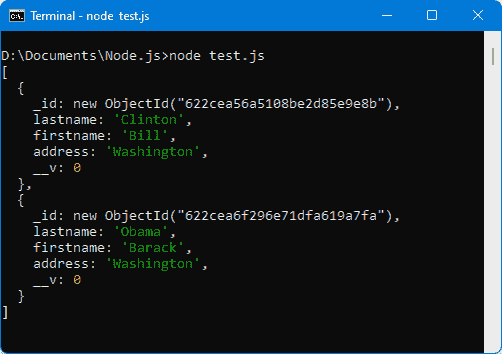 Terminal - node test.js
D:\Documents\Node.js>node test.js
[
  {
    _id: new ObjectId("622cea56a5108be2d85e9e8b"),
    lastname: 'Clinton',
    firstname: 'Bill',
    address: 'Washington',
    __v: 0
  },
  {
    _id: new ObjectId("622cea6f296e71dfa619a7fa"),
    lastname: 'Obama',
    firstname: 'Barack',
    address: 'Washington',
    __v: 0
  }
]